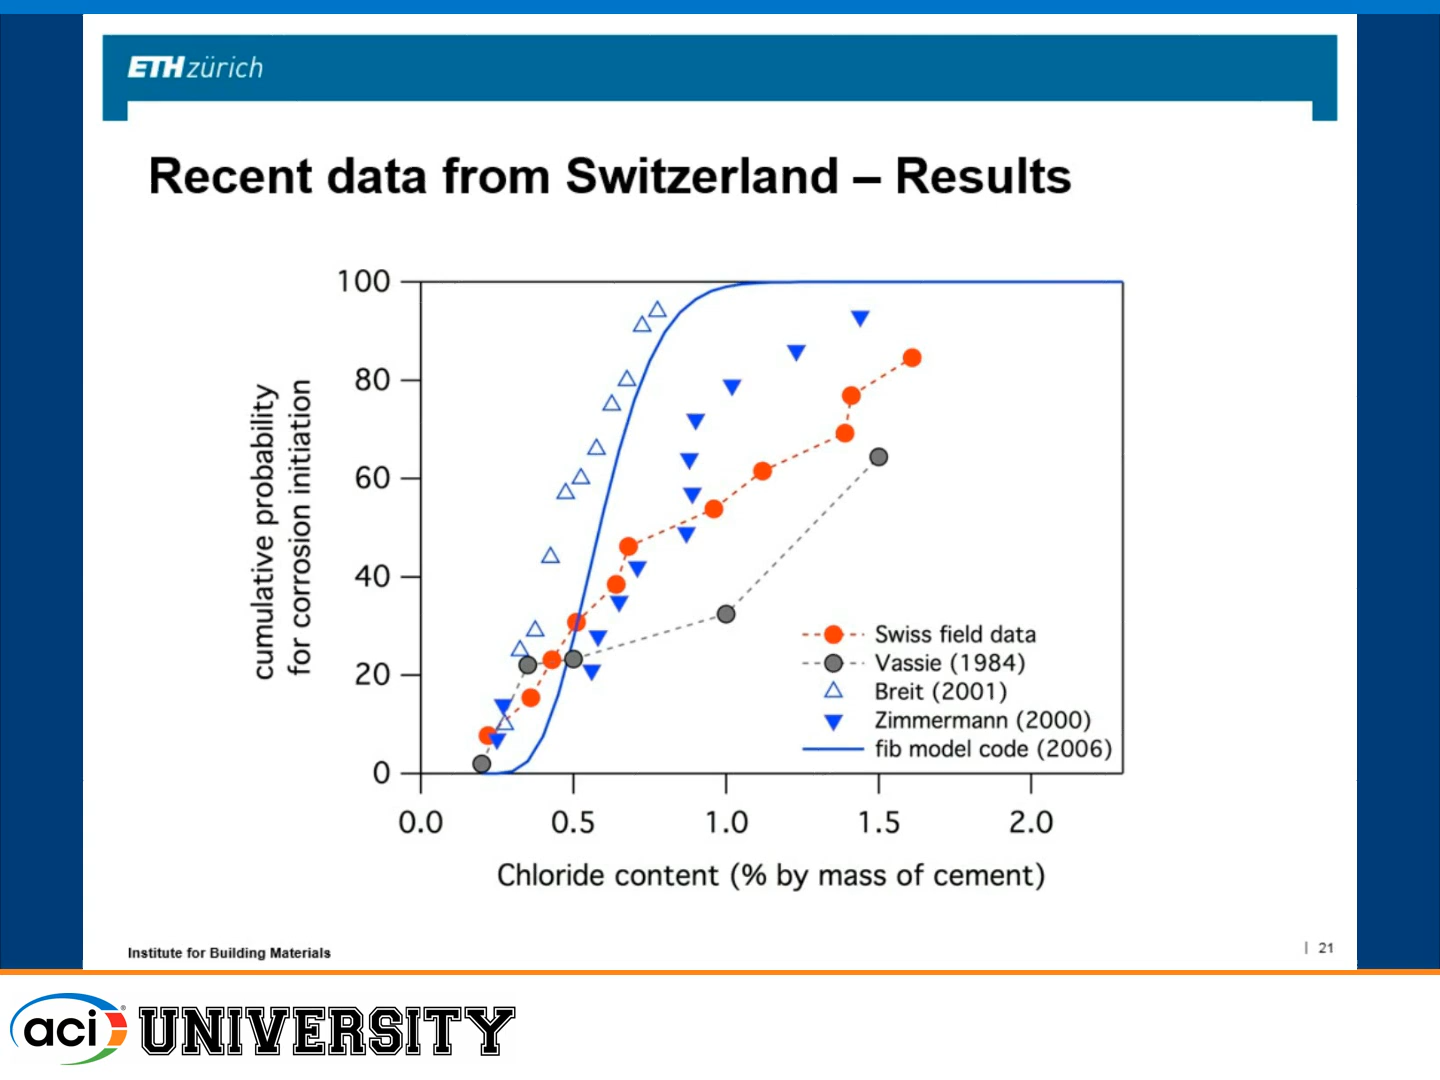 ETH zürich
Recent data from Switzerland – Results
cumulative probability
for corrosion initiation
100
80
60
40
20
0
0.0 0.5 1.0 1.5 2.0
Chloride content (% by mass of cement)
Swiss field data
Vassie (1984)
Breit (2001)
Zimmermann (2000)
fib model code (2006)
Institute for Building Materials
| 21
aci UNIVERSITY